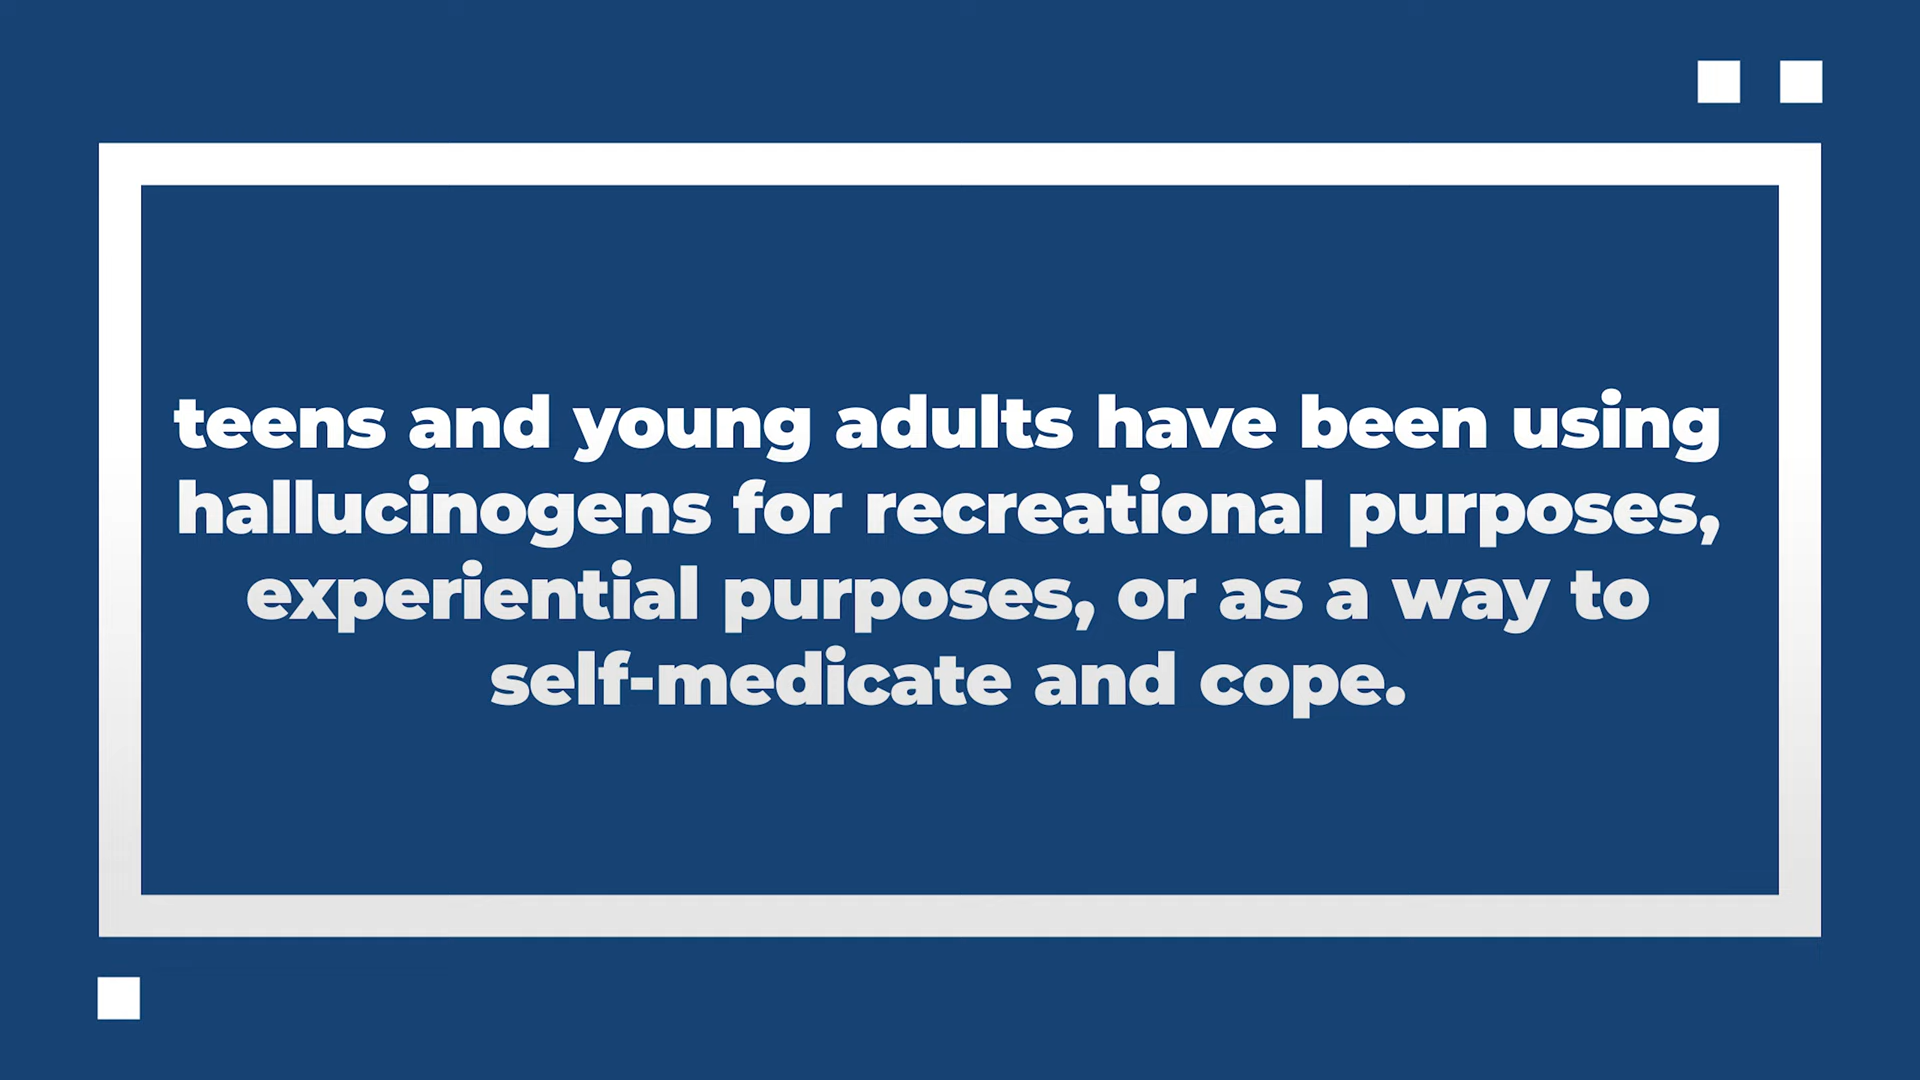 teens and young adults have been using
hallucinogens for recreational purposes,
experiential purposes, or as a way to
self-medicate and cope.